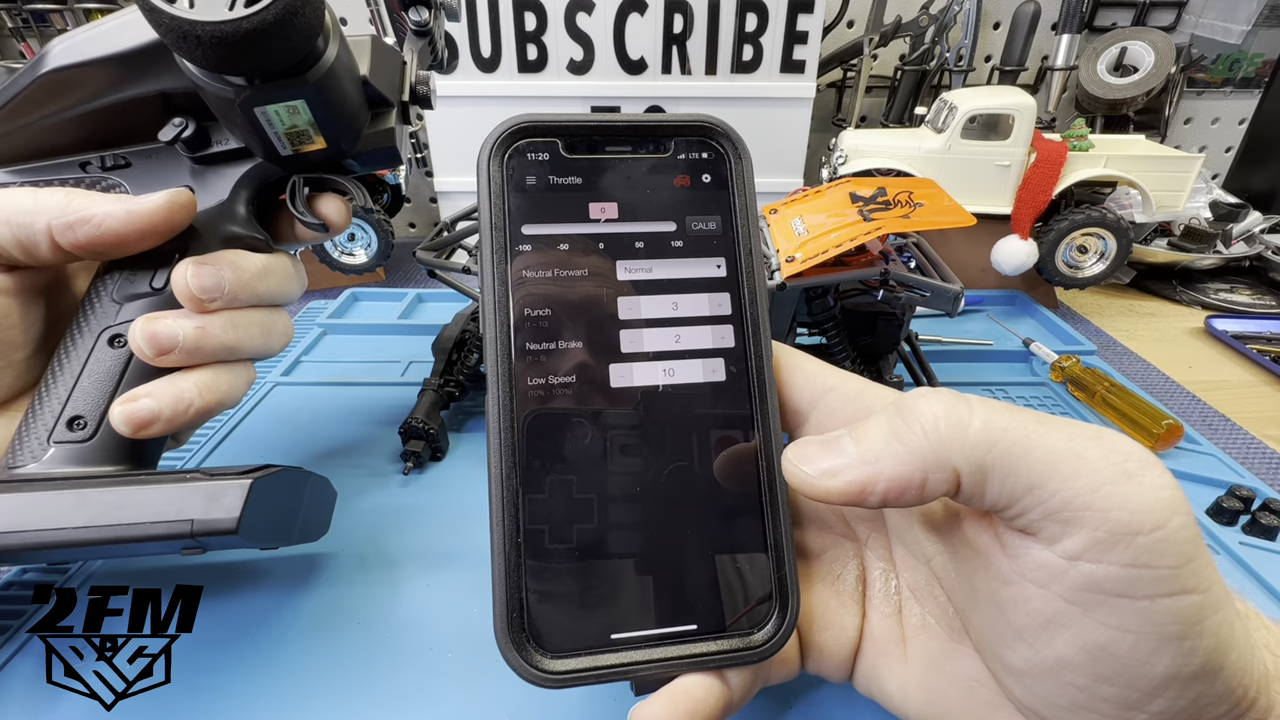 SUBSCRIBE
11:20
LTE
Throttle
0
CALIB
-100 -50 0 50 100
Neutral Forward
Normal
Punch
(1 ~ 10)
- 3 +
Neutral Brake
(1 ~ 5)
- 2 +
Low Speed
(10% - 100%)
- 10 + %
2FM
RC